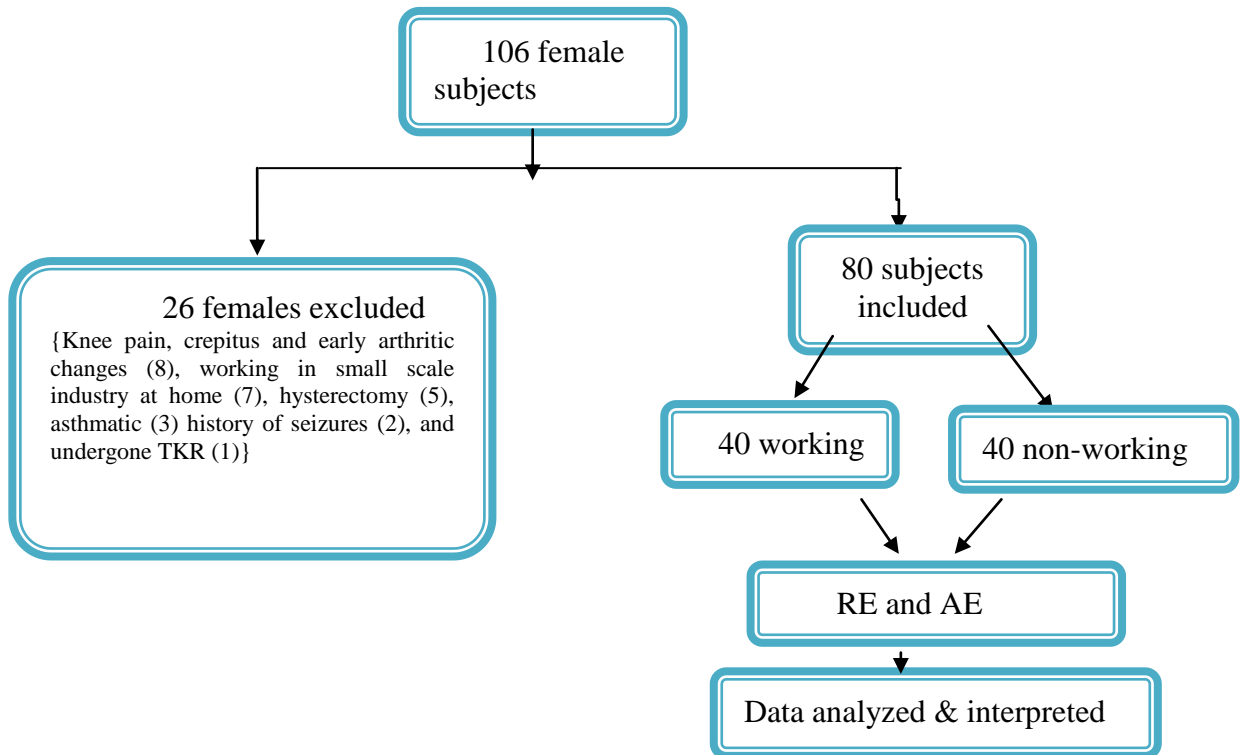 106 female
subjects
26 females excluded
{Knee pain, crepitus and early arthritic
changes (8), working in small scale
industry at home (7), hysterectomy (5),
asthmatic (3) history of seizures (2), and
undergone TKR (1)}
80 subjects
included
40 working
40 non-working
RE and AE
Data analyzed & interpreted